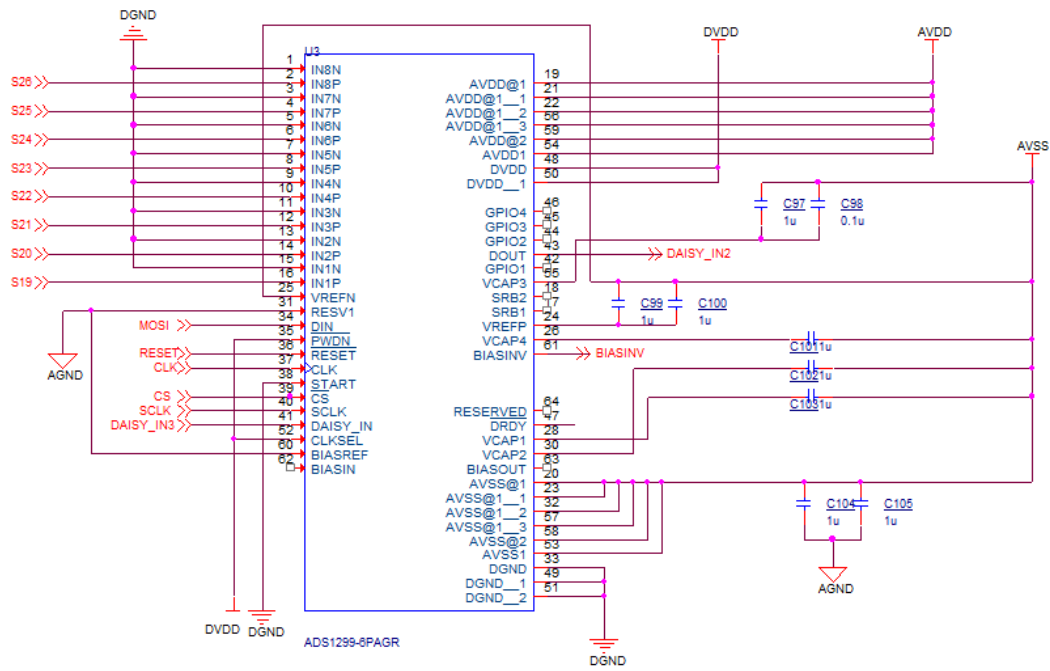 DGND
U3
DVDD
AVDD
AVSS
1 IN8N
S26 2 IN8P
3 IN7N
S25 4 IN7P
5 IN6N
S24 6 IN6P
7 IN5N
S23 8 IN5P
9 IN4N
S22 10 IN4P
11 IN3N
S21 12 IN3P
13 IN2N
S20 14 IN2P
15 IN1N
S19 16 IN1P
25 VREFN
31 RESV1
MOSI 34 DIN
35 PWDN
RESET 36 RESET
CLK 37 CLK
38 START
CS 39 CS
SCLK 40 SCLK
DAISY_IN3 41 DAISY_IN
52 CLKSEL
60 BIASREF
62 BIASIN
AGND
DVDD
DGND
AVDD@1 19
AVDD@1__1 21
AVDD@1__2 22
AVDD@1__3 56
AVDD@2 59
AVDD1 54
DVDD 48
DVDD__1 50
GPIO4 46
GPIO3 45
GPIO2 44
DOUT 43 DAISY_IN2
GPIO1 42
VCAP3 55
SRB2 18
SRB1 17
VREFP 24
VCAP4 26
BIASINV 61 BIASINV
RESERVED 64
DRDY 47
VCAP1 28
VCAP2 30
BIASOUT 63
AVSS@1 20
AVSS@1__1 23
AVSS@1__2 32
AVSS@1__3 57
AVSS@2 58
AVSS1 53
DGND 33
DGND__1 49
DGND__2 51
C97 C98
1u 0.1u
C99 C100
1u 1u
C101 1u
C102 1u
C103 1u
C104 C105
1u 1u
AGND
DGND
ADS1299-6PAGR